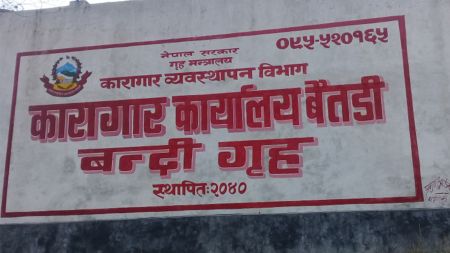 ०९५-५२०१६५
नेपाल सरकार
गृह मन्त्रालय
कारागार व्यवस्थापन विभाग
कारागार कार्यालय बैतडी
बन्दी गृह
स्थापित:२०४०